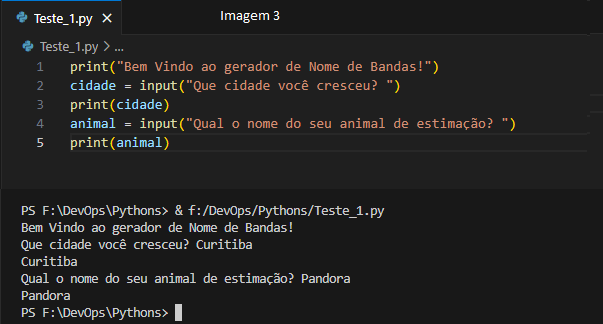 Teste_1.py
Imagem 3
Teste_1.py > ...
1 print("Bem Vindo ao gerador de Nome de Bandas!")
2 cidade = input("Que cidade você cresceu? ")
3 print(cidade)
4 animal = input("Qual o nome do seu animal de estimação? ")
5 print(animal)
PS F:\DevOps\Pythons> & f:/DevOps/Pythons/Teste_1.py
Bem Vindo ao gerador de Nome de Bandas!
Que cidade você cresceu? Curitiba
Curitiba
Qual o nome do seu animal de estimação? Pandora
Pandora
PS F:\DevOps\Pythons>